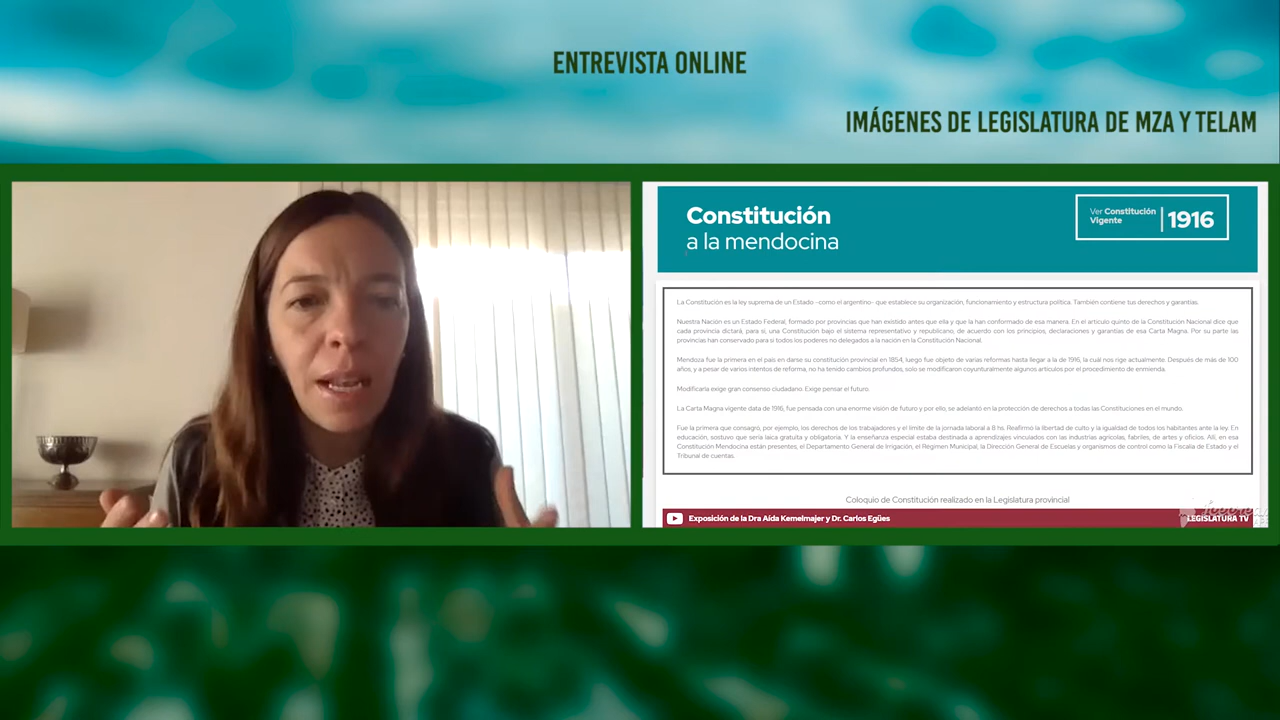 ENTREVISTA ONLINE
IMÁGENES DE LEGISLATURA DE MZA Y TELAM
Constitución
a la mendocina
Ver Constitución
Vigente
1916
La Constitución es la ley suprema de un Estado -como el argentino- que establece su organización, funcionamiento y estructura política. También contiene tus derechos y garantías.
Nuestra Nación es un Estado Federal, formado por provincias que han existido antes que ella y que la han conformado de esa manera. En el artículo quinto de la Constitución Nacional dice que
cada provincia dictará, para sí, una Constitución bajo el sistema representativo y republicano, de acuerdo con los principios, declaraciones y garantías de esa Carta Magna. Por su parte las
provincias han conservado para sí todos los poderes no delegados a la nación en la Constitución Nacional.
Mendoza fue la primera en el país en darse su constitución provincial en 1854, luego fue objeto de varias reformas hasta llegar a la de 1916, la cuál nos rige actualmente. Después de más de 100
años, y a pesar de varios intentos de reforma, no ha tenido cambios profundos, solo se modificaron coyunturalmente algunos artículos por el procedimiento de enmienda.
Modificarla exige gran consenso ciudadano. Exige pensar el futuro.
La Carta Magna vigente data de 1916, fue pensada con una enorme visión de futuro y por ello, se adelantó en la protección de derechos a todas las Constituciones en el mundo.
Fue la primera que consagró, por ejemplo, los derechos de los trabajadores y el límite de la jornada laboral a 8 hs. Reafirmó la libertad de culto y la igualdad de todos los habitantes ante la ley. En
educación, sostuvo que sería laica gratuita y obligatoria. Y la enseñanza especial estaba destinada a aprendizajes vinculados con las industrias agrícolas, fabriles, de artes y oficios. Allí, en esa
Constitución Mendocina están presentes, el Departamento General de Irrigación, el Régimen Municipal, la Dirección General de Escuelas y organismos de control como la Fiscalía de Estado y el
Tribunal de cuentas.
Coloquio de Constitución realizado en la Legislatura provincial
Exposición de la Dra Aída Kemelmajer y Dr. Carlos Egües
LEGISLATURA TV